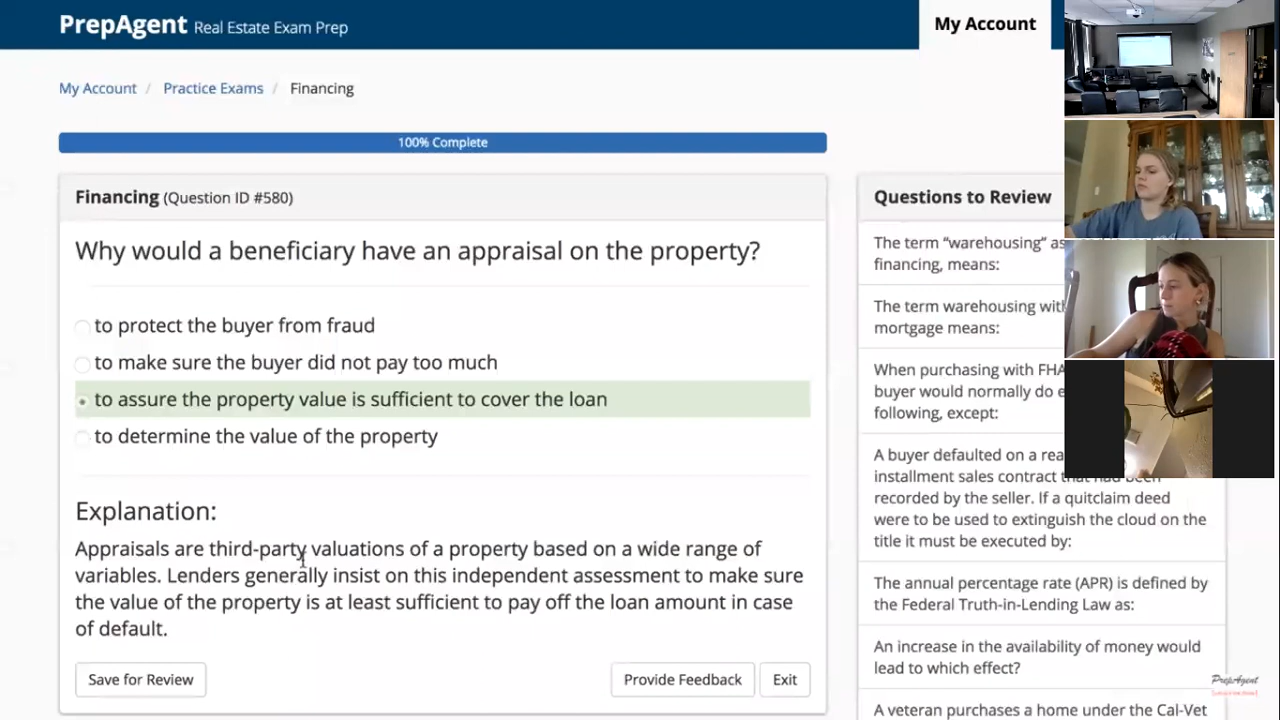 PrepAgent Real Estate Exam Prep
My Account
My Account / Practice Exams / Financing
100% Complete
Financing (Question ID #580)
Why would a beneficiary have an appraisal on the property?
to protect the buyer from fraud
to make sure the buyer did not pay too much
to assure the property value is sufficient to cover the loan
to determine the value of the property
Explanation:
Appraisals are third-party valuations of a property based on a wide range of
variables. Lenders generally insist on this independent assessment to make sure
the value of the property is at least sufficient to pay off the loan amount in case
of default.
Save for Review
Provide Feedback
Exit
Questions to Review
The term “warehousing” as
financing, means:
The term warehousing with
mortgage means:
When purchasing with FHA
buyer would normally do
following, except:
A buyer defaulted on a rea
installment sales contract that had been
recorded by the seller. If a quitclaim deed
were to be used to extinguish the cloud on the
title it must be executed by:
The annual percentage rate (APR) is defined by
the Federal Truth-in-Lending Law as:
An increase in the availability of money would
lead to which effect?
A veteran purchases a home under the Cal-Vet
PrepAgent